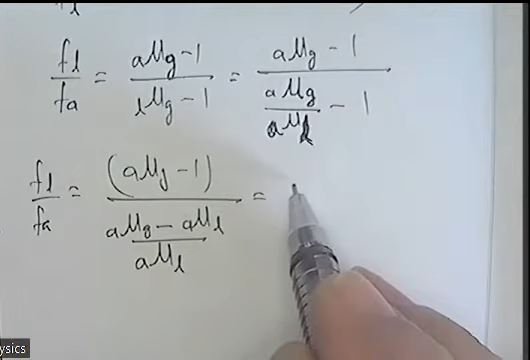 fl
fl/fa = (aμg - 1)/(lμg - 1) = (aμg - 1)/(aμg/aμl - 1)
fl/fa = (aμg - 1)/((aμg - aμl)/aμl) =
ysics